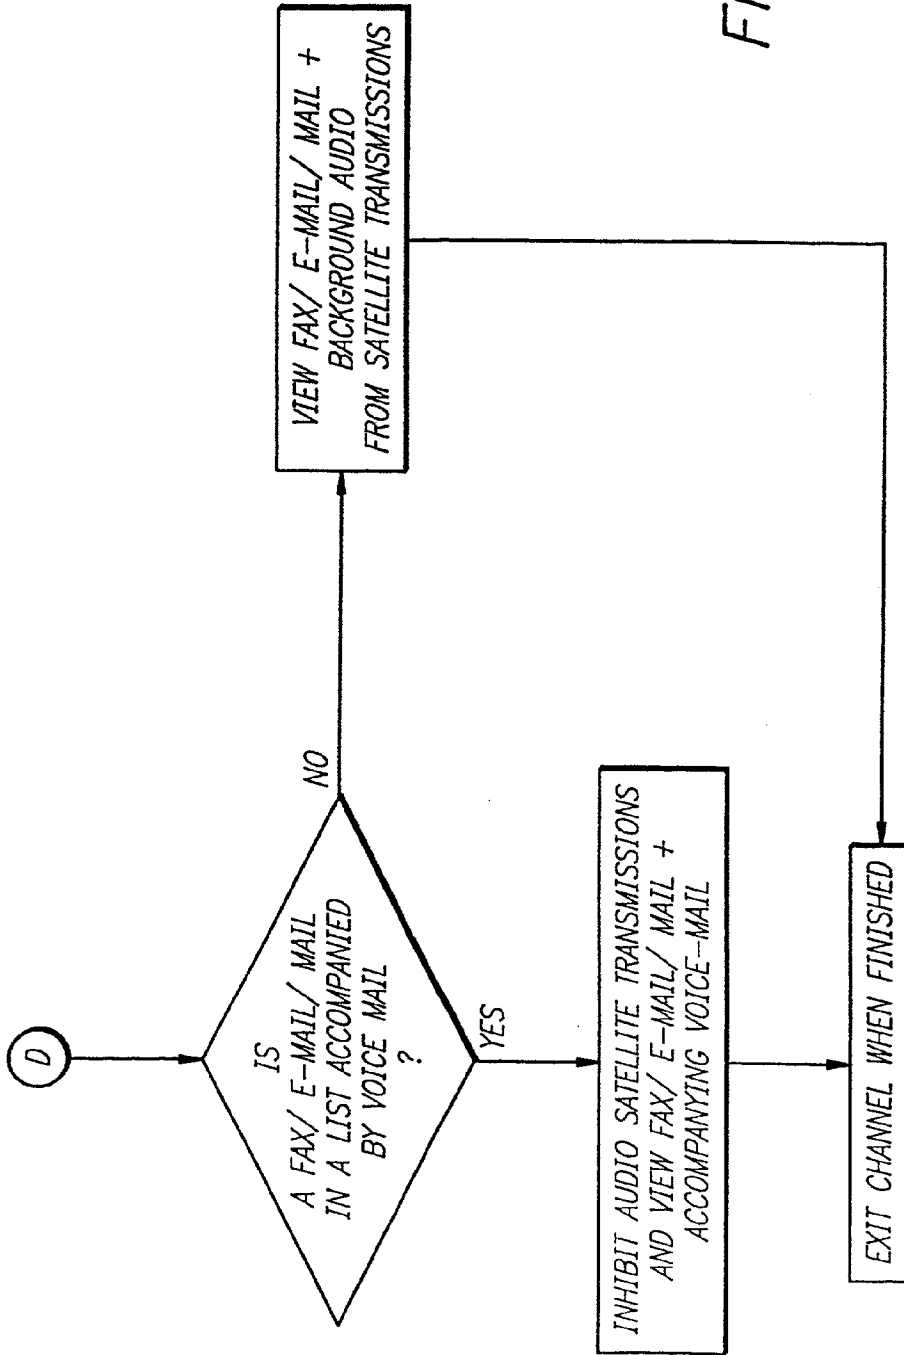 D
IS
A FAX/ E-MAIL/ MAIL
IN A LIST ACCOMPANIED
BY VOICE MAIL
?
NO
YES
VIEW FAX/ E-MAIL/ MAIL +
BACKGROUND AUDIO
FROM SATELLITE TRANSMISSIONS
INHIBIT AUDIO SATELLITE TRANSMISSIONS
AND VIEW FAX/ E-MAIL/ MAIL +
ACCOMPANYING VOICE-MAIL
EXIT CHANNEL WHEN FINISHED